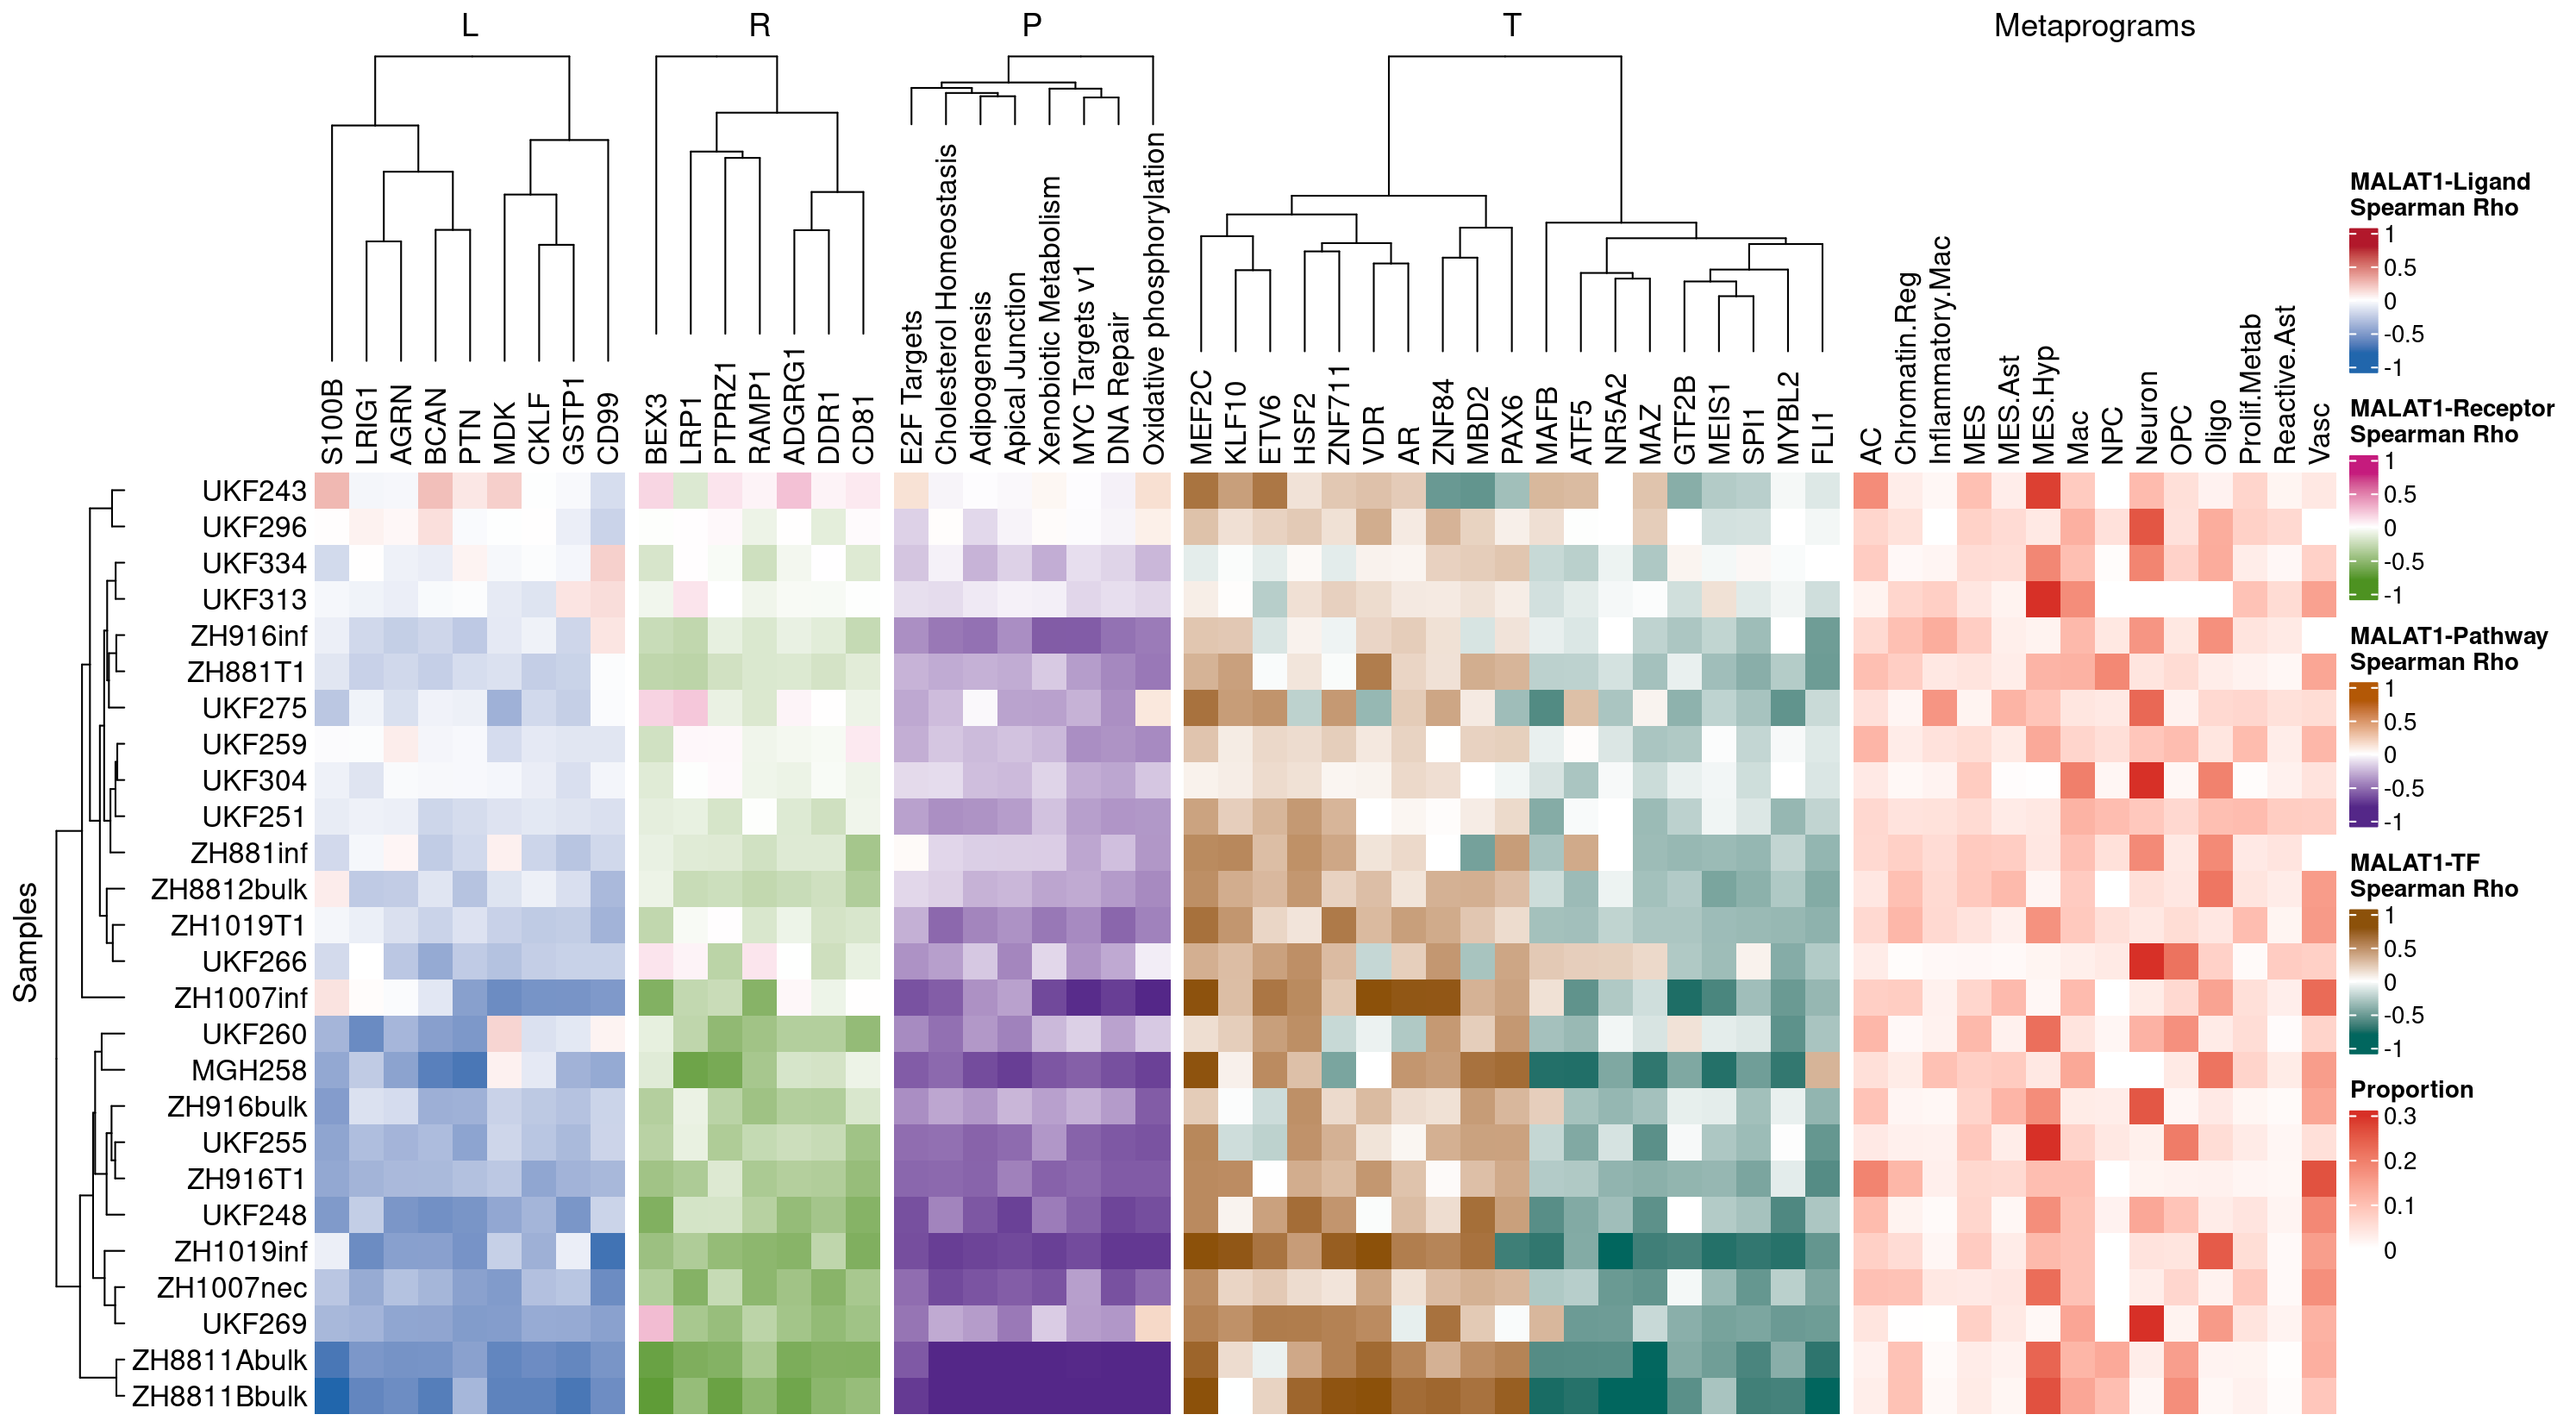 L
R
P
T
Metaprograms
S100B
LRIG1
AGRN
BCAN
PTN
MDK
CKLF
GSTP1
CD99
BEX3
LRP1
PTPRZ1
RAMP1
ADGRG1
DDR1
CD81
E2F Targets
Cholesterol Homeostasis
Adipogenesis
Apical Junction
Xenobiotic Metabolism
MYC Targets v1
DNA Repair
Oxidative phosphorylation
MEF2C
KLF10
ETV6
HSF2
ZNF711
VDR
AR
ZNF84
MBD2
PAX6
MAFB
ATF5
NR5A2
MAZ
GTF2B
MEIS1
SPI1
MYBL2
FLI1
AC
Chromatin.Reg
Inflammatory.Mac
MES
MES.Ast
MES.Hyp
Mac
NPC
Neuron
OPC
Oligo
Prolif.Metab
Reactive.Ast
Vasc
Samples
UKF243
UKF296
UKF334
UKF313
ZH916inf
ZH881T1
UKF275
UKF259
UKF304
UKF251
ZH881inf
ZH8812bulk
ZH1019T1
UKF266
ZH1007inf
UKF260
MGH258
ZH916bulk
UKF255
ZH916T1
UKF248
ZH1019inf
ZH1007nec
UKF269
ZH8811Abulk
ZH8811Bbulk
MALAT1-Ligand
Spearman Rho
1
0.5
0
-0.5
-1
MALAT1-Receptor
Spearman Rho
1
0.5
0
-0.5
-1
MALAT1-Pathway
Spearman Rho
1
0.5
0
-0.5
-1
MALAT1-TF
Spearman Rho
1
0.5
0
-0.5
-1
Proportion
0.3
0.2
0.1
0